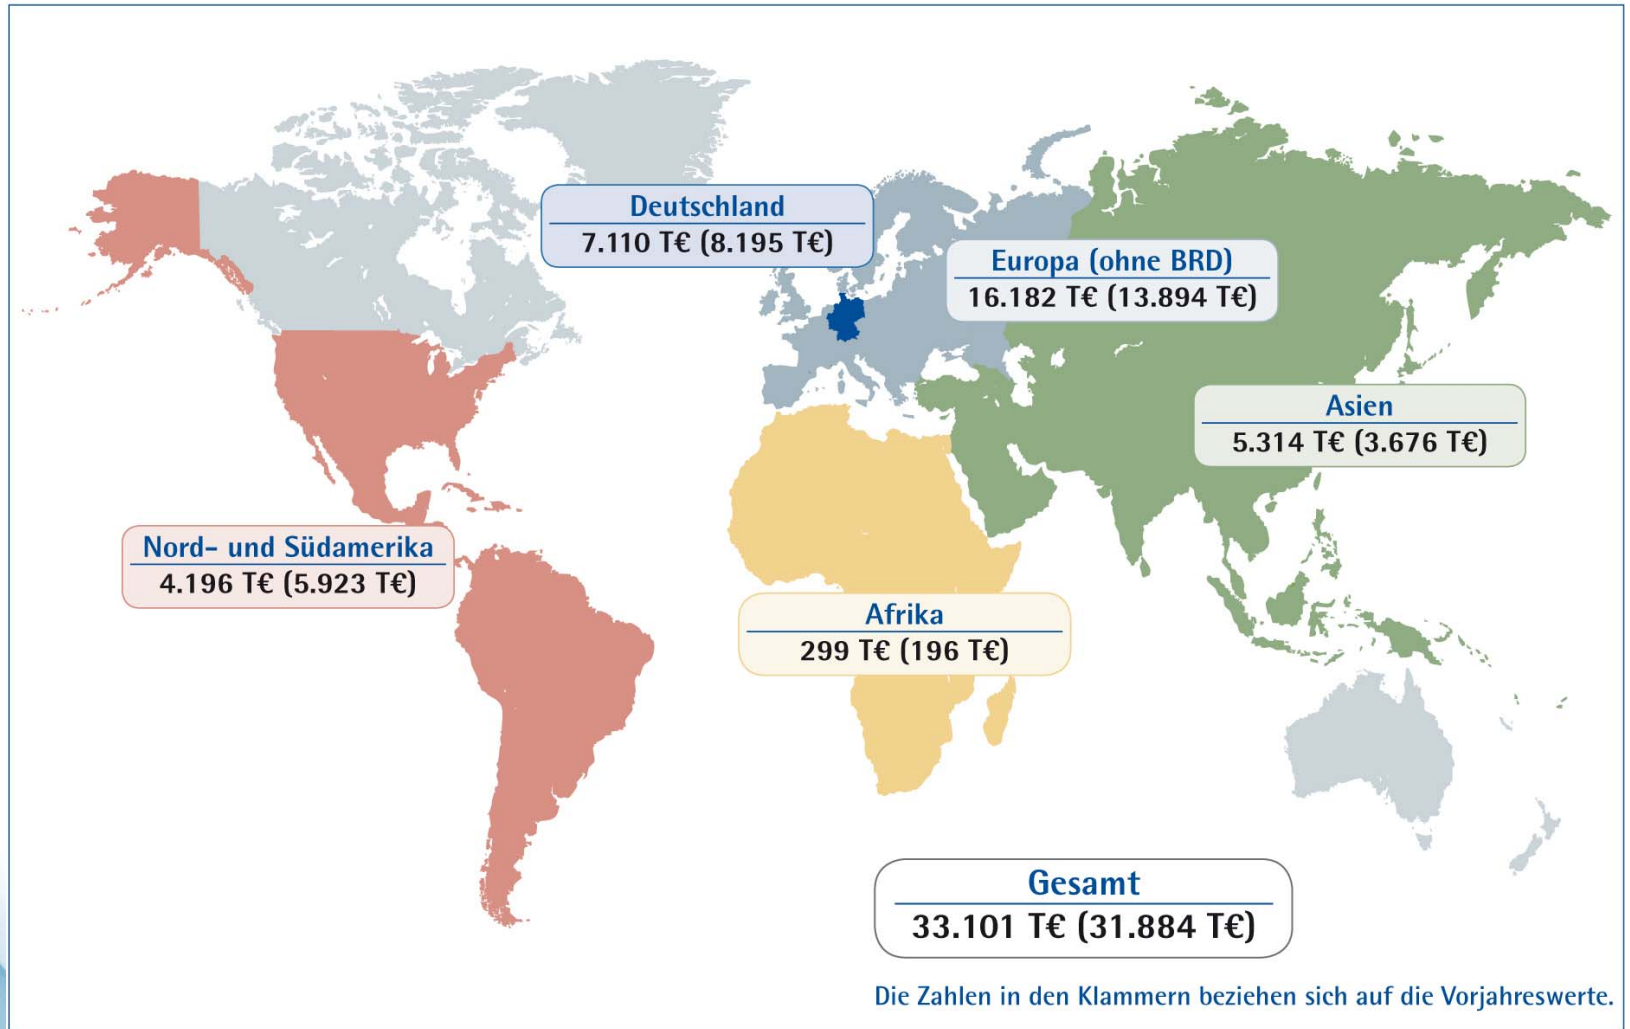 Deutschland
7.110 T€ (8.195 T€)
Europa (ohne BRD)
16.182 T€ (13.894 T€)
Asien
5.314 T€ (3.676 T€)
Nord- und Südamerika
4.196 T€ (5.923 T€)
Afrika
299 T€ (196 T€)
Gesamt
33.101 T€ (31.884 T€)
Die Zahlen in den Klammern beziehen sich auf die Vorjahreswerte.